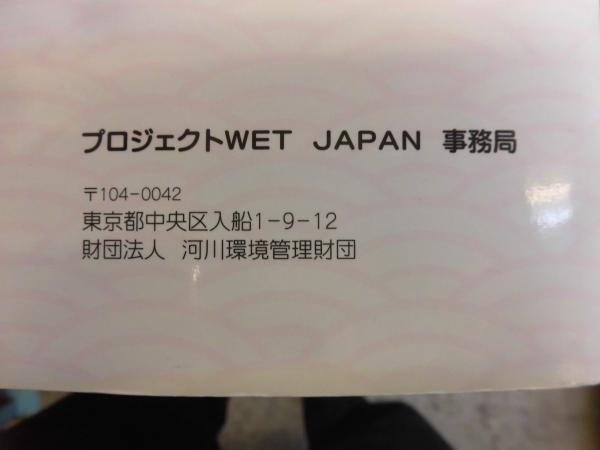 プロジェクトWET JAPAN 事務局
〒104-0042
東京都中央区入船1-9-12
財団法人 河川環境管理財団